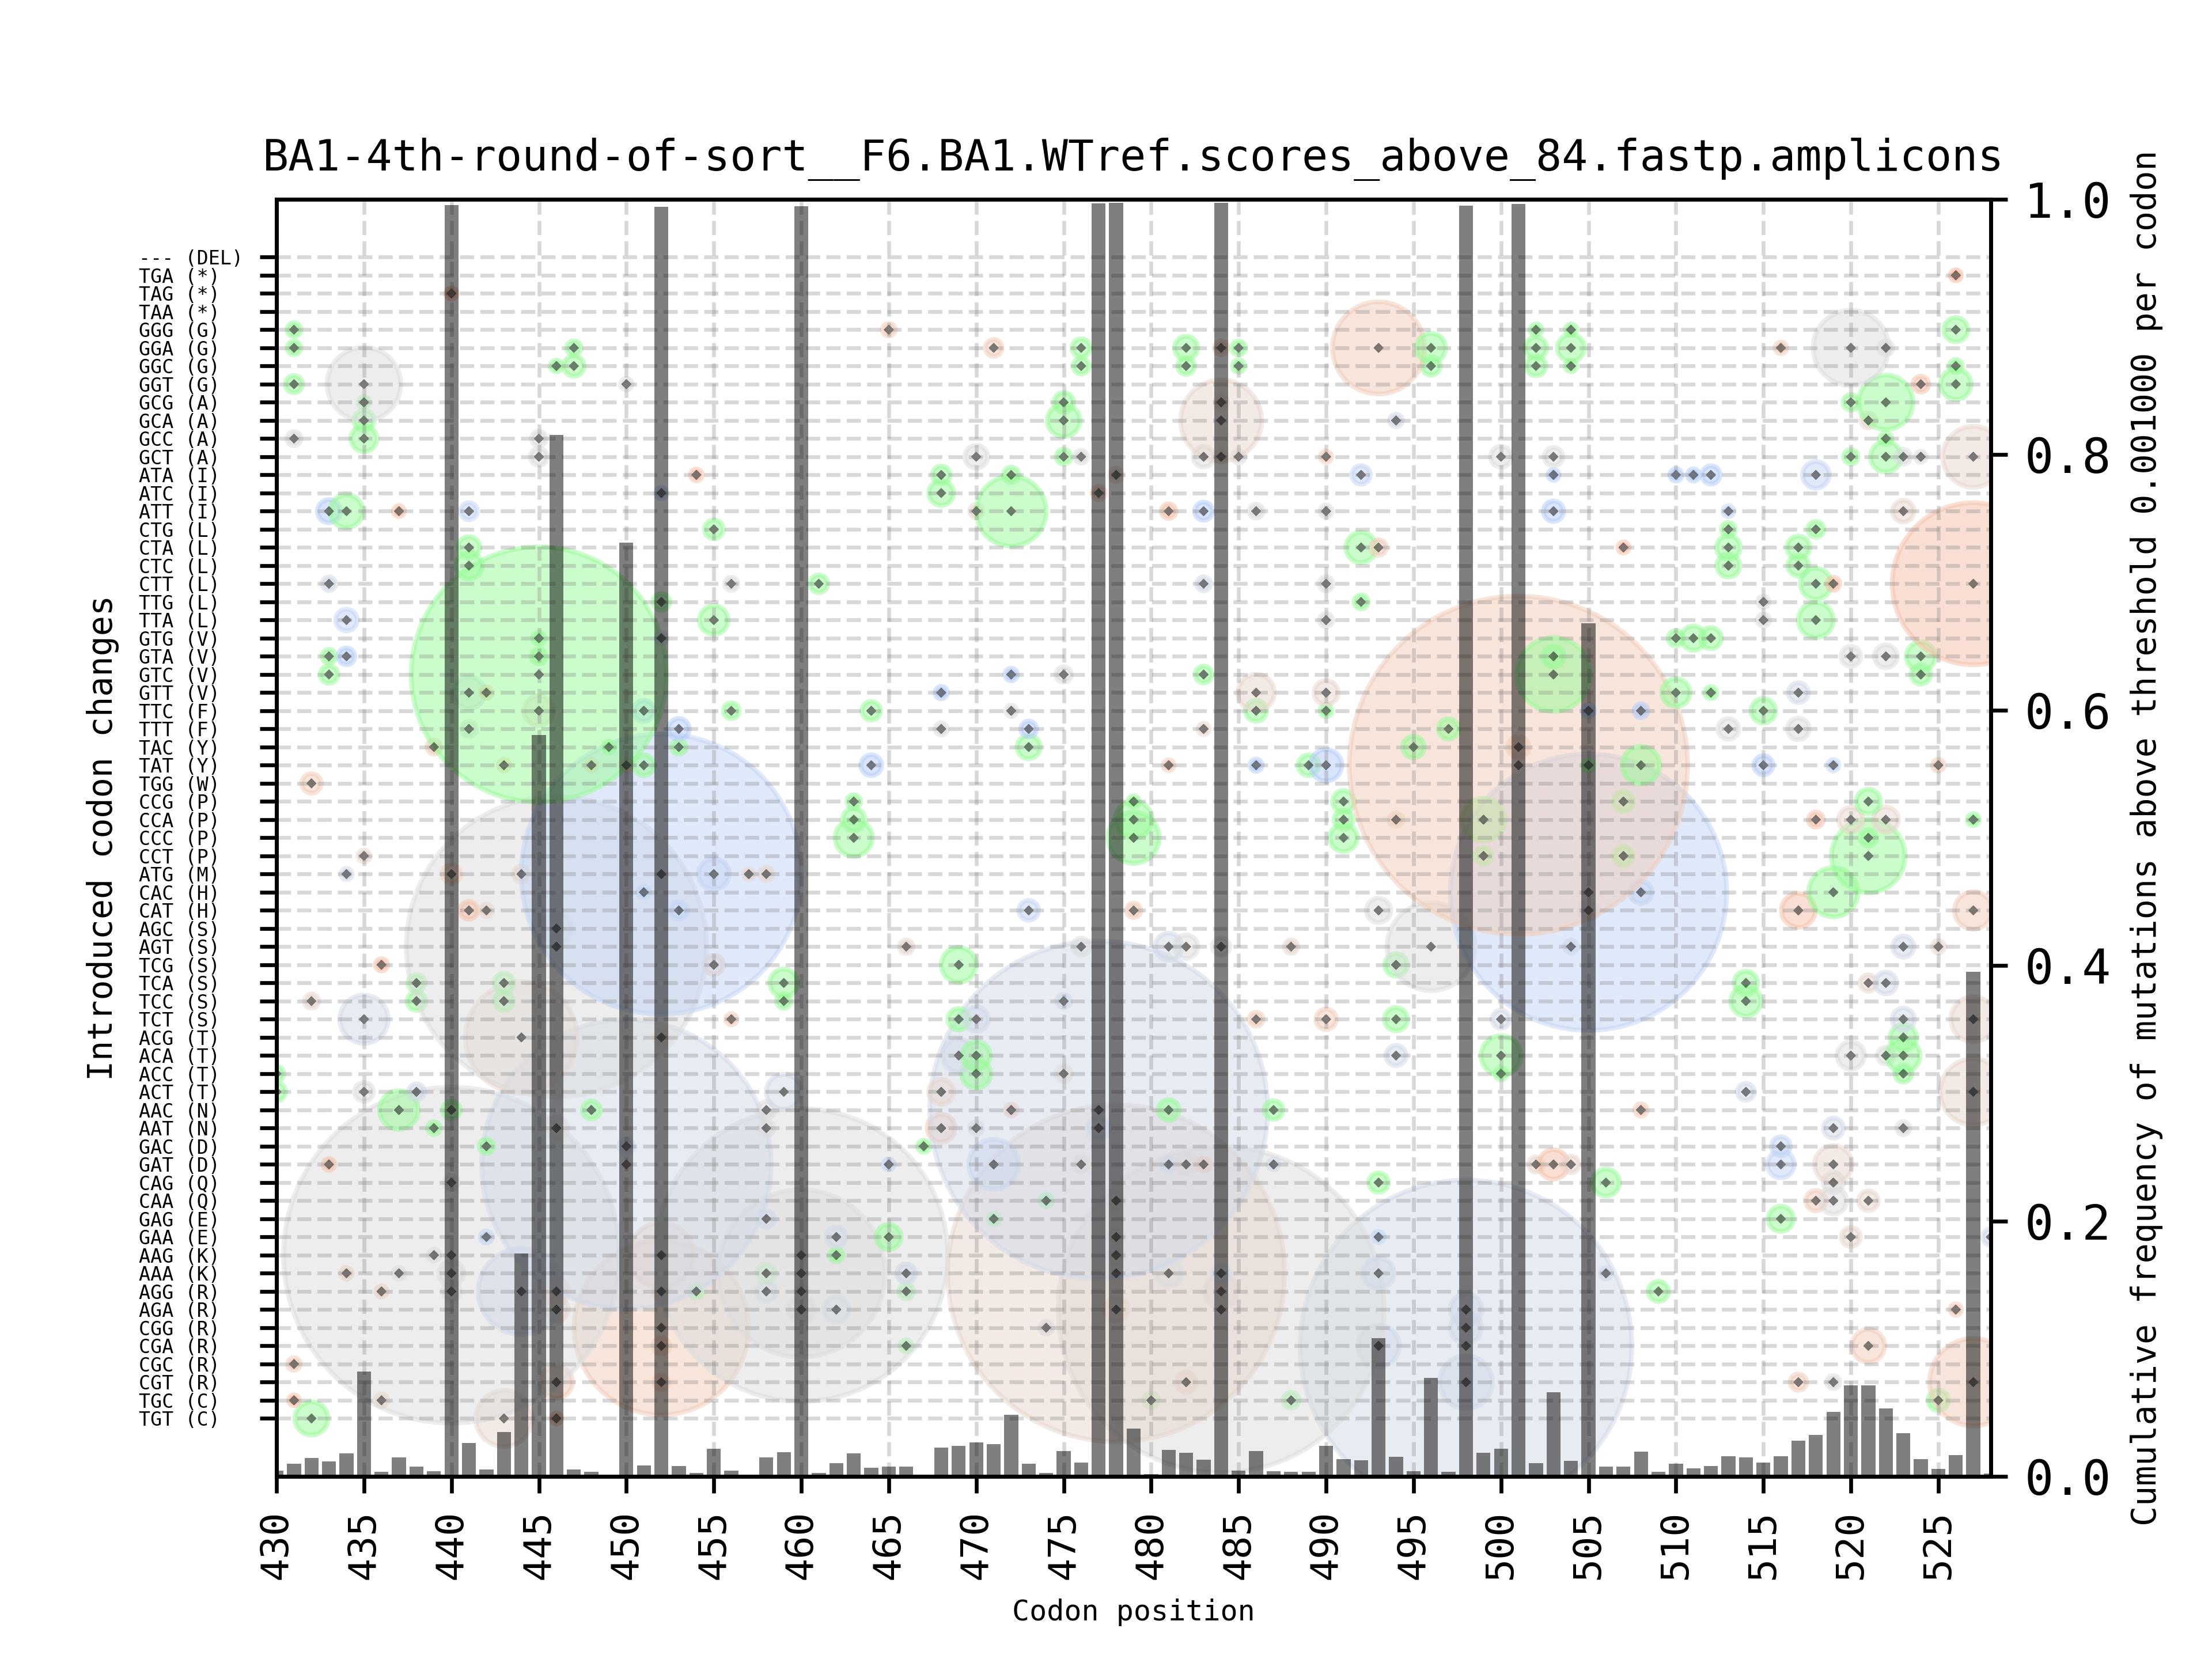 BA1-4th-round-of-sort__F6.BA1.WTref.scores_above_84.fastp.amplicons
Introduced codon changes
--- (DEL)
TGA (*)
TAG (*)
TAA (*)
GGG (G)
GGA (G)
GGC (G)
GGT (G)
GCG (A)
GCA (A)
GCC (A)
GCT (A)
ATA (I)
ATC (I)
ATT (I)
CTG (L)
CTA (L)
CTC (L)
CTT (L)
TTG (L)
TTA (L)
GTG (V)
GTA (V)
GTC (V)
GTT (V)
TTC (F)
TTT (F)
TAC (Y)
TAT (Y)
TGG (W)
CCG (P)
CCA (P)
CCC (P)
CCT (P)
ATG (M)
CAC (H)
CAT (H)
AGC (S)
AGT (S)
TCG (S)
TCA (S)
TCC (S)
TCT (S)
ACG (T)
ACA (T)
ACC (T)
ACT (T)
AAC (N)
AAT (N)
GAC (D)
GAT (D)
CAG (Q)
CAA (Q)
GAG (E)
GAA (E)
AAG (K)
AAA (K)
AGG (R)
AGA (R)
CGG (R)
CGA (R)
CGC (R)
CGT (R)
TGC (C)
TGT (C)
1.0
0.8
0.6
0.4
0.2
0.0
Cumulative frequency of mutations above threshold 0.001000 per codon
430 435 440 445 450 455 460 465 470 475 480 485 490 495 500 505 510 515 520 525
Codon position